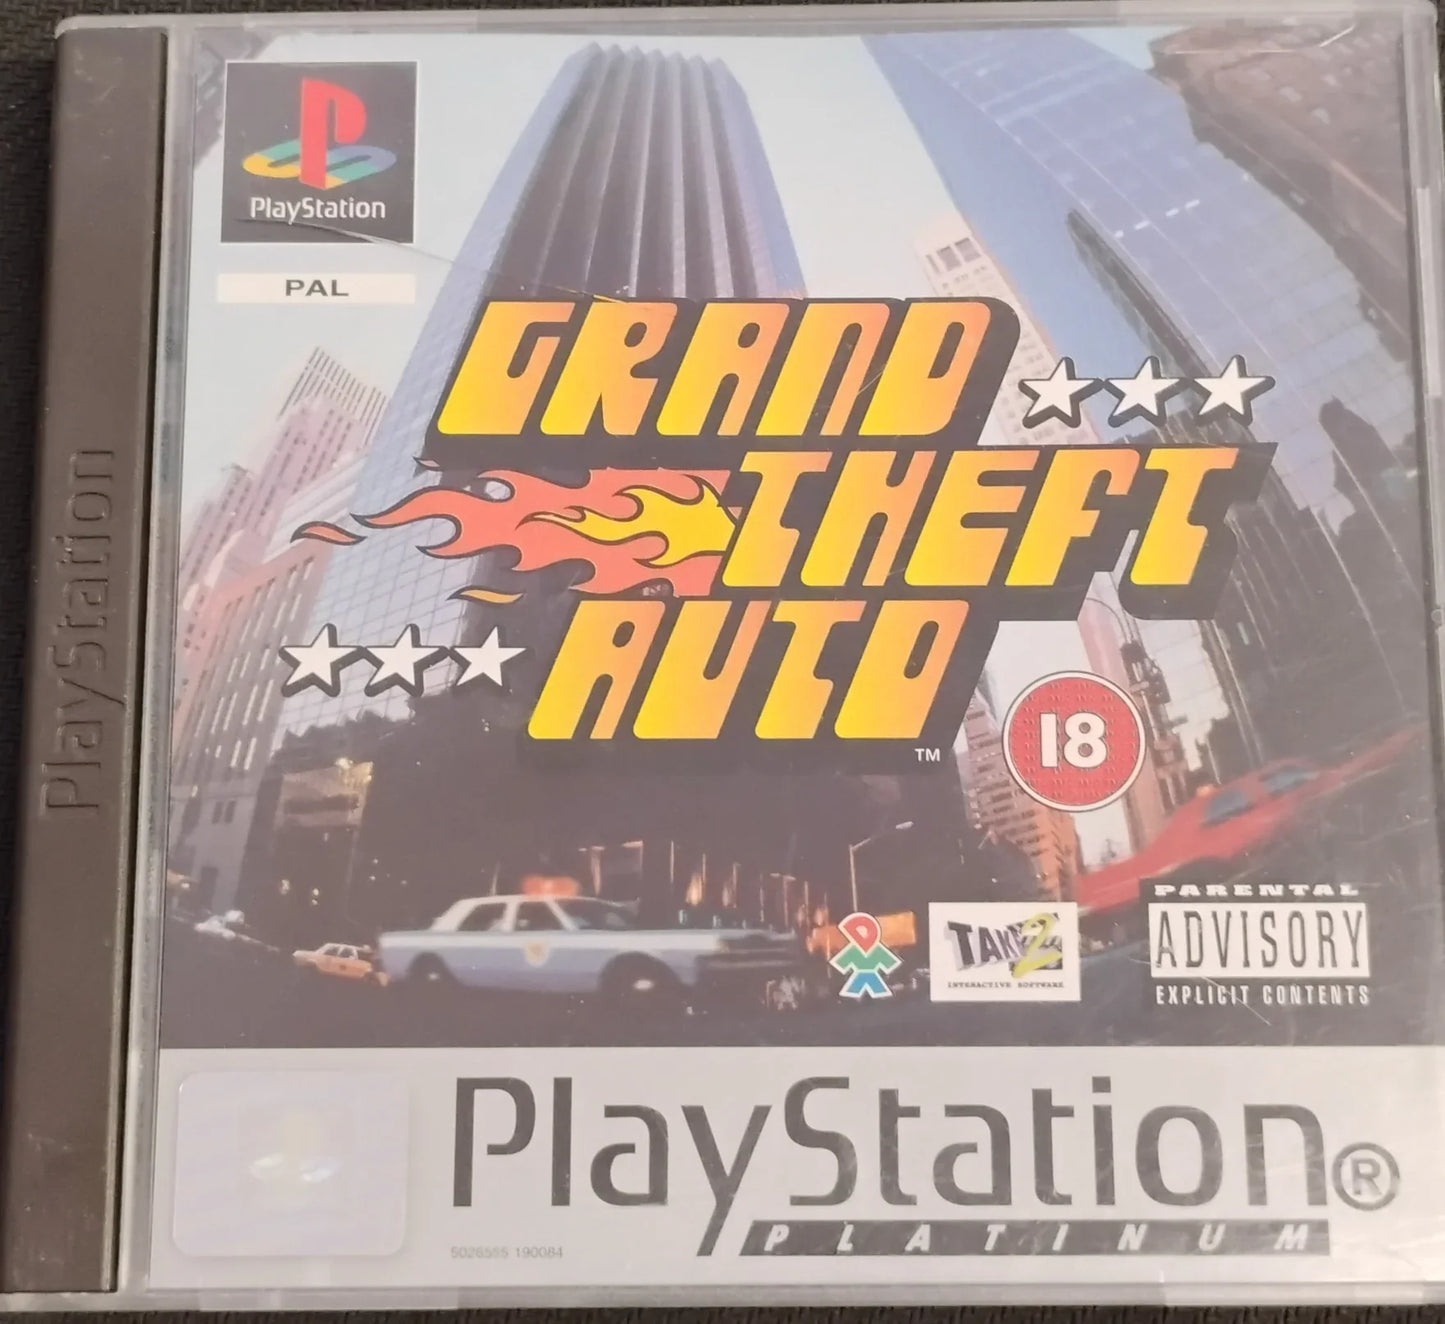 PlayStation
PlayStation
PAL
GRAND
THEFT
AUTO
TM
18
DMA
TAKE 2
INTERACTIVE SOFTWARE
PARENTAL
ADVISORY
EXPLICIT CONTENTS
PlayStation®
PLATINUM
5026555 190084